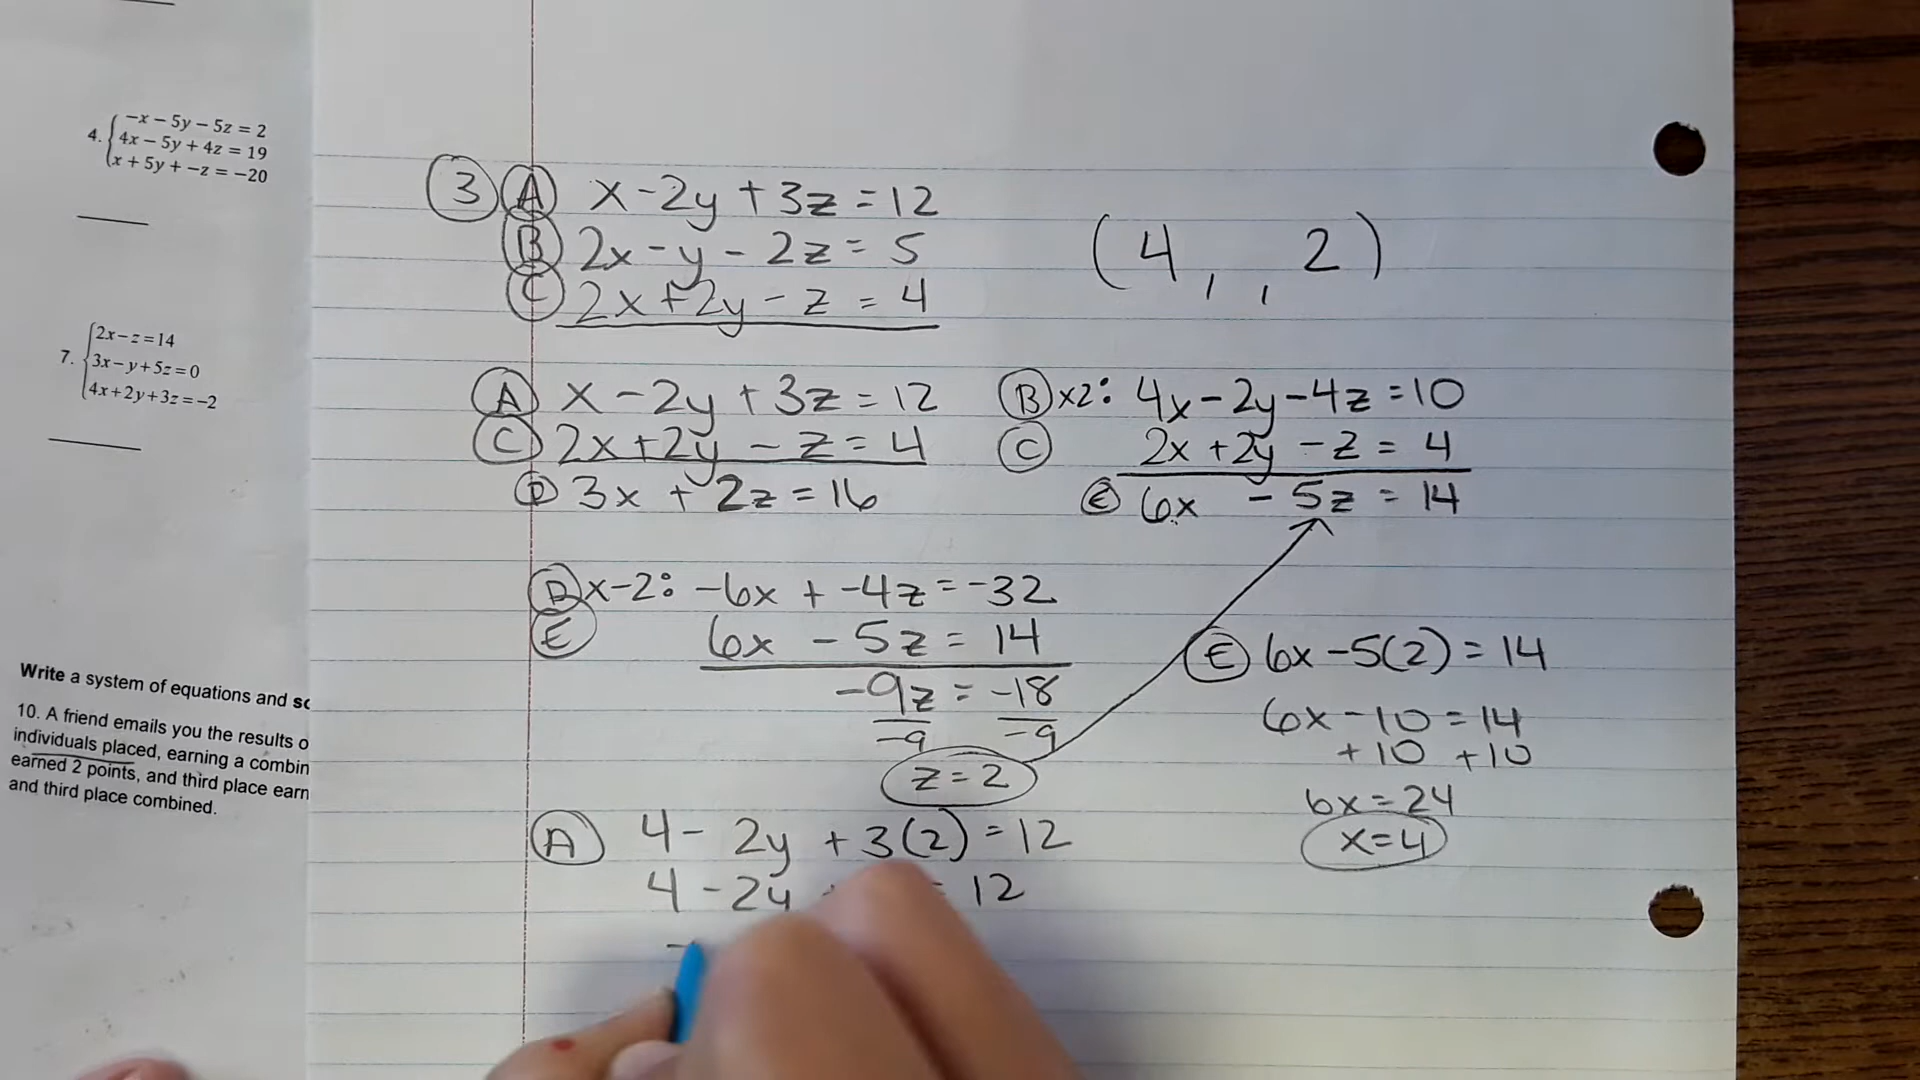 4. −x − 5y − 5z = 2
4x − 5y + 4z = 19
x + 5y + −z = −20
7. 2x − z = 14
3x − y + 5z = 0
4x + 2y + 3z = −2
Write a system of equations and
10. A friend emails you the results
individuals placed, earning a
earned 2 points, and third place
and third place combined.
3 A x - 2y + 3z = 12
B 2x - y - 2z = 5
C 2x + 2y - z = 4
(4, , 2)
A x - 2y + 3z = 12
C 2x + 2y - z = 4
D 3x + 2z = 16
B x2: 4x - 2y - 4z = 10
C 2x + 2y - z = 4
E 6x - 5z = 14
D x-2: -6x + -4z = -32
E 6x - 5z = 14
-9z = -18
-9 -9
z = 2
E 6x - 5(2) = 14
6x - 10 = 14
+10 +10
6x = 24
x = 4
A 4 - 2y + 3(2) = 12
4 - 2y = 12